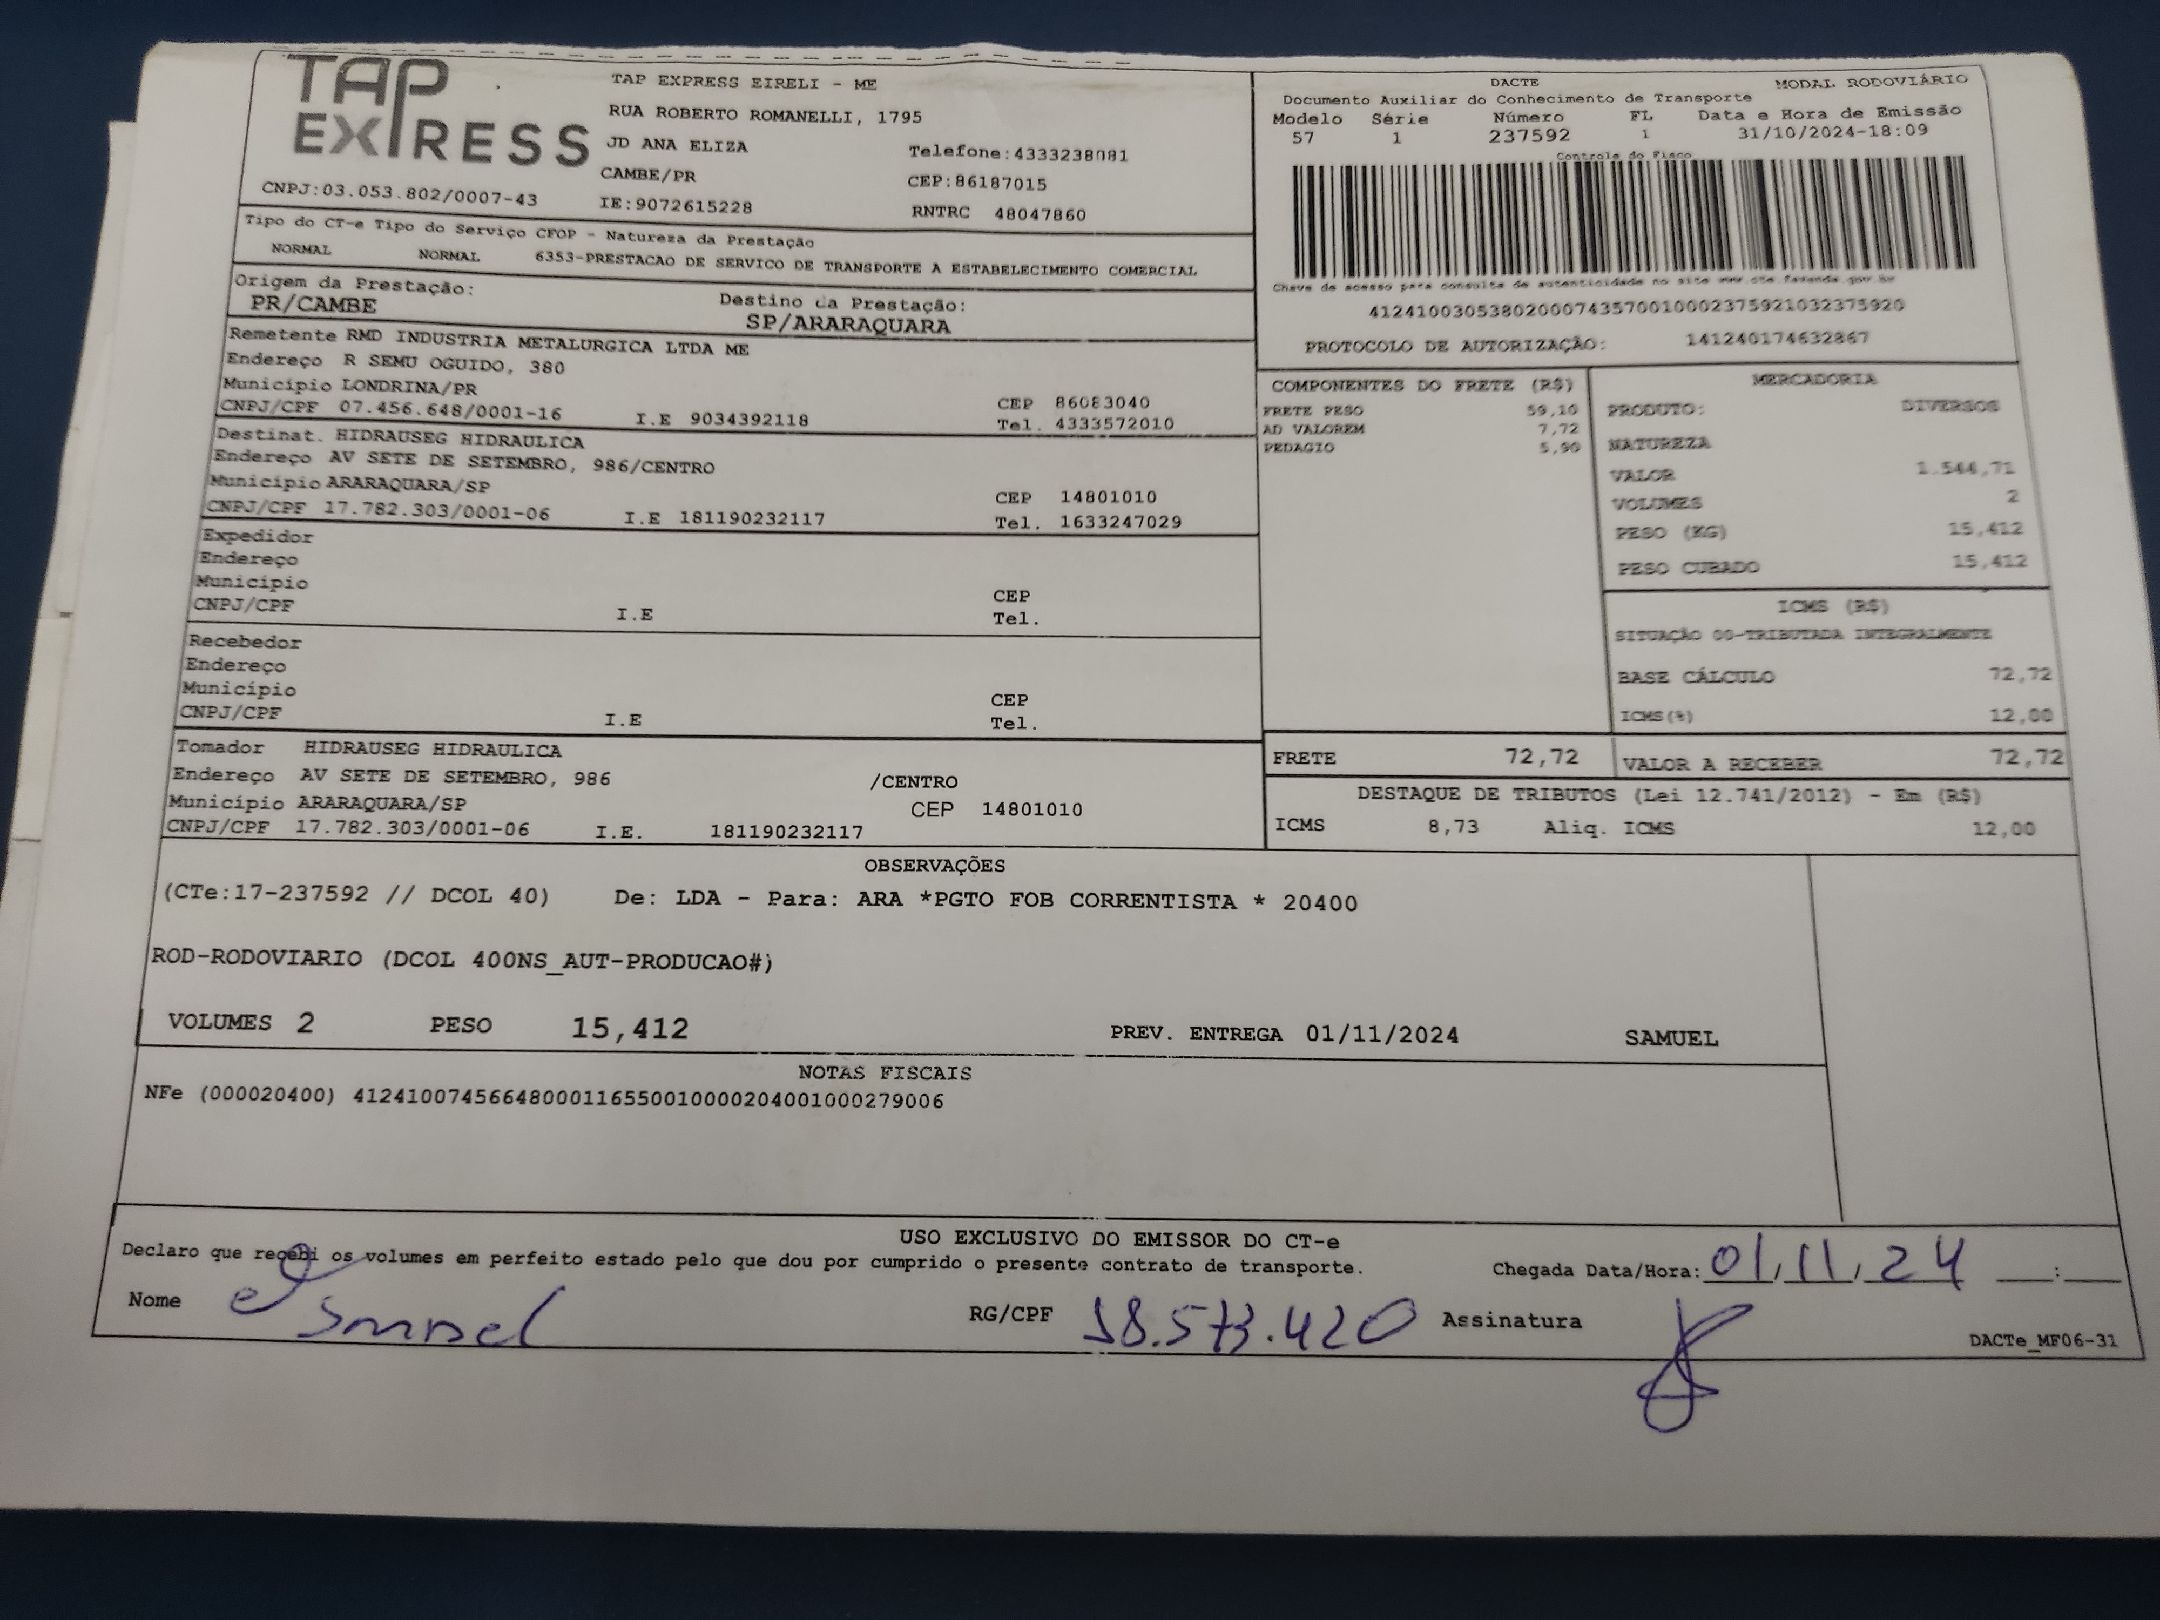 TAP
EXPRESS
CNPJ:03.053.802/0007-43
TAP EXPRESS EIRELI - ME
RUA ROBERTO ROMANELLI, 1795
JD ANA ELIZA
Telefone:4333238081
CAMBE/PR
CEP:86187015
IE:9072615228
RNTRC 48047860
DACTE
MODAL RODOVIÁRIO
Documento Auxiliar do Conhecimento de Transporte
Modelo Série Número FL Data e Hora de Emissão
57 1 237592 1 31/10/2024-18:09
Controle do Fisco
Chave de acesso para consulta de autenticidade no site www.cte.fazenda.gov.br
41241003053802000743570010002375921032375920
PROTOCOLO DE AUTORIZAÇÃO: 141240174632867
Tipo do CT-e Tipo do Serviço CFOP - Natureza da Prestação
NORMAL NORMAL 6353-PRESTACAO DE SERVICO DE TRANSPORTE A ESTABELECIMENTO COMERCIAL
Origem da Prestação: Destino da Prestação:
PR/CAMBE SP/ARARAQUARA
Remetente RMD INDUSTRIA METALURGICA LTDA ME
Endereço R SEMU OGUIDO, 380
Município LONDRINA/PR CEP 86083040
CNPJ/CPF 07.456.648/0001-16 I.E 9034392118 Tel. 4333572010
Destinat. HIDRAUSEG HIDRAULICA
Endereço AV SETE DE SETEMBRO, 986/CENTRO
Município ARARAQUARA/SP CEP 14801010
CNPJ/CPF 17.782.303/0001-06 I.E 181190232117 Tel. 1633247029
Expedidor
Endereço
Município CEP
CNPJ/CPF I.E Tel.
Recebedor
Endereço
Município CEP
CNPJ/CPF I.E Tel.
Tomador HIDRAUSEG HIDRAULICA
Endereço AV SETE DE SETEMBRO, 986 /CENTRO
Município ARARAQUARA/SP CEP 14801010
CNPJ/CPF 17.782.303/0001-06 I.E. 181190232117
COMPONENTES DO FRETE (R$)
FRETE PESO 59,10
AD VALOREM 7,72
PEDAGIO 5,90
MERCADORIA
PRODUTO: DIVERSOS
NATUREZA
VALOR 1.544,71
VOLUMES 2
PESO (KG) 15,412
PESO CUBADO 15,412
ICMS (R$)
SITUAÇÃO 00-TRIBUTADA INTEGRALMENTE
BASE CÁLCULO 72,72
ICMS(%) 12,00
FRETE 72,72 VALOR A RECEBER 72,72
DESTAQUE DE TRIBUTOS (Lei 12.741/2012) - Em (R$)
ICMS 8,73 Aliq. ICMS 12,00
OBSERVAÇÕES
(CTe:17-237592 // DCOL 40) De: LDA - Para: ARA *PGTO FOB CORRENTISTA * 20400
ROD-RODOVIARIO (DCOL 400NS_AUT-PRODUCAO#)
VOLUMES 2 PESO 15,412 PREV. ENTREGA 01/11/2024 SAMUEL
NOTAS FISCAIS
NFe (000020400) 41241007456648000116550010000204001000279006
USO EXCLUSIVO DO EMISSOR DO CT-e
Declaro que recebi os volumes em perfeito estado pelo que dou por cumprido o presente contrato de transporte. Chegada Data/Hora: 01,11,24 :
Nome RG/CPF 18.573.420 Assinatura
DACTe_MF06-31